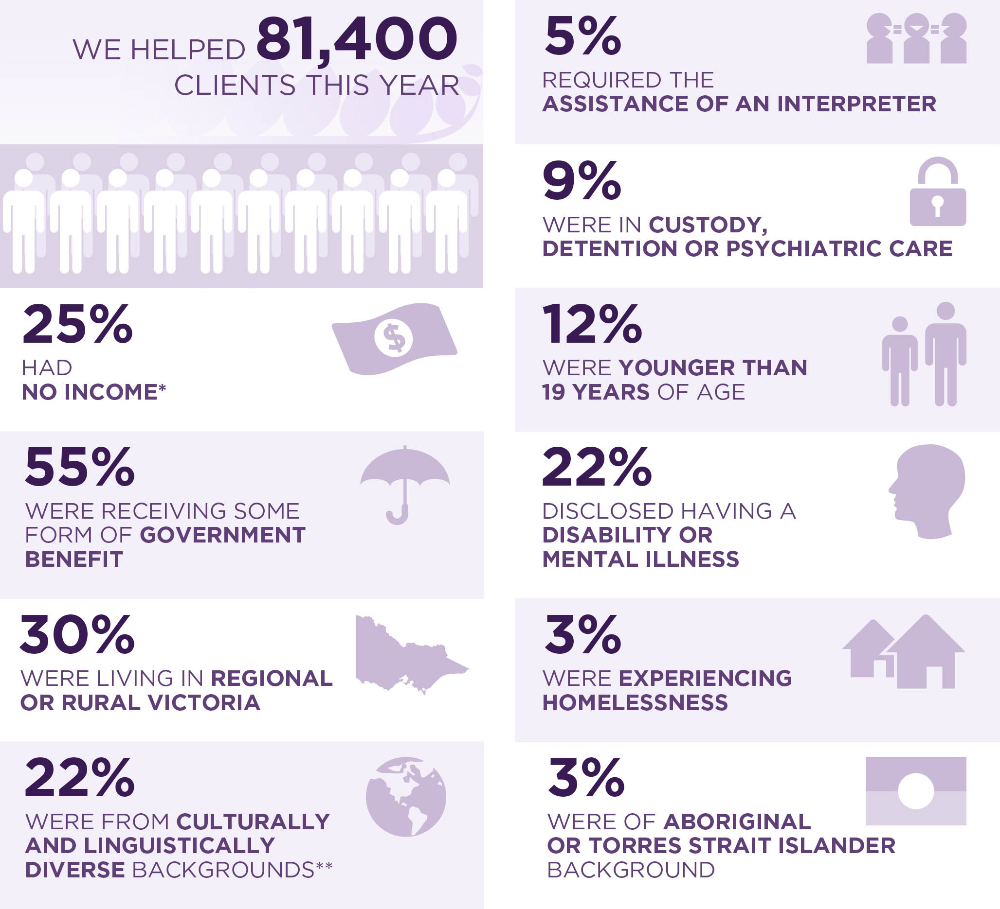 WE HELPED 81,400
CLIENTS THIS YEAR
25%
HAD
NO INCOME*
55%
WERE RECEIVING SOME
FORM OF GOVERNMENT
BENEFIT
30%
WERE LIVING IN REGIONAL
OR RURAL VICTORIA
22%
WERE FROM CULTURALLY
AND LINGUISTICALLY
DIVERSE BACKGROUNDS**
5%
REQUIRED THE
ASSISTANCE OF AN INTERPRETER
9%
WERE IN CUSTODY,
DETENTION OR PSYCHIATRIC CARE
12%
WERE YOUNGER THAN
19 YEARS OF AGE
22%
DISCLOSED HAVING A
DISABILITY OR
MENTAL ILLNESS
3%
WERE EXPERIENCING
HOMELESSNESS
3%
WERE OF ABORIGINAL
OR TORRES STRAIT ISLANDER
BACKGROUND
$